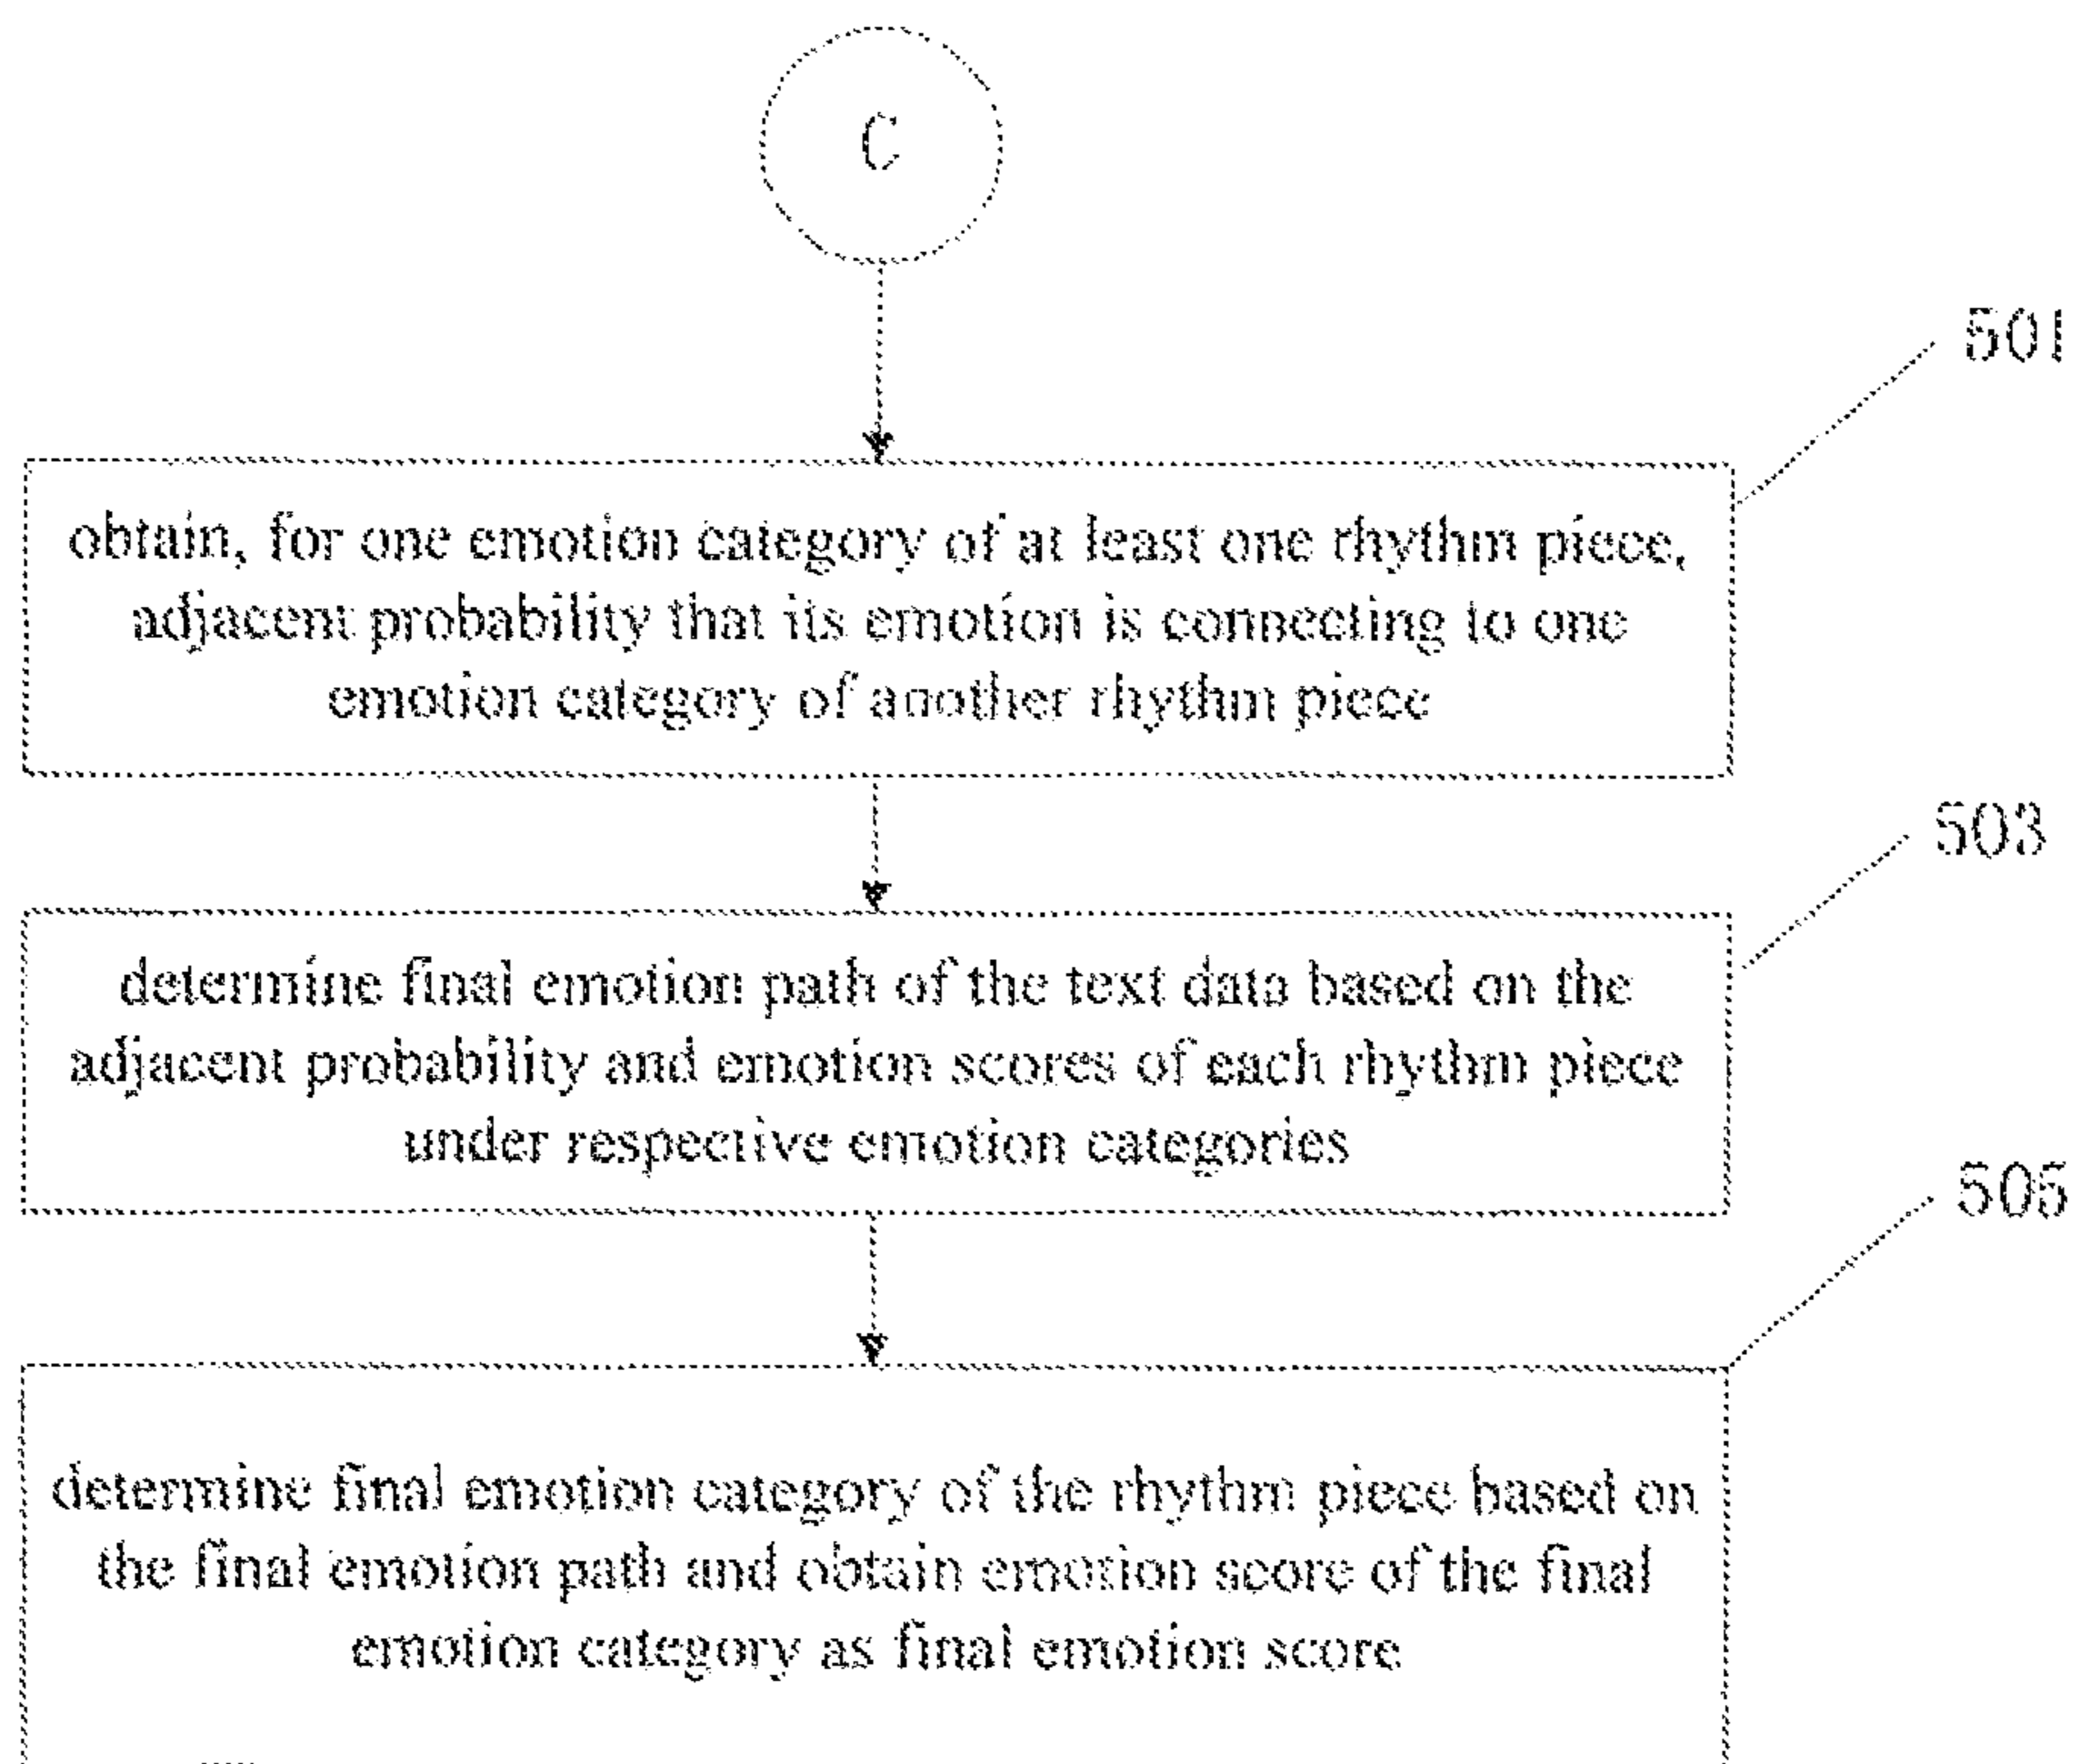 C
501
obtain, for one emotion category of at least one rhythm piece,
adjacent probability that its emotion is connecting to one
emotion category of another rhythm piece
503
determine final emotion path of the text data based on the
adjacent probability and emotion scores of each rhythm piece
under respective emotion categories
505
determine final emotion category of the rhythm piece based on
the final emotion path and obtain emotion score of the final
emotion category as final emotion score